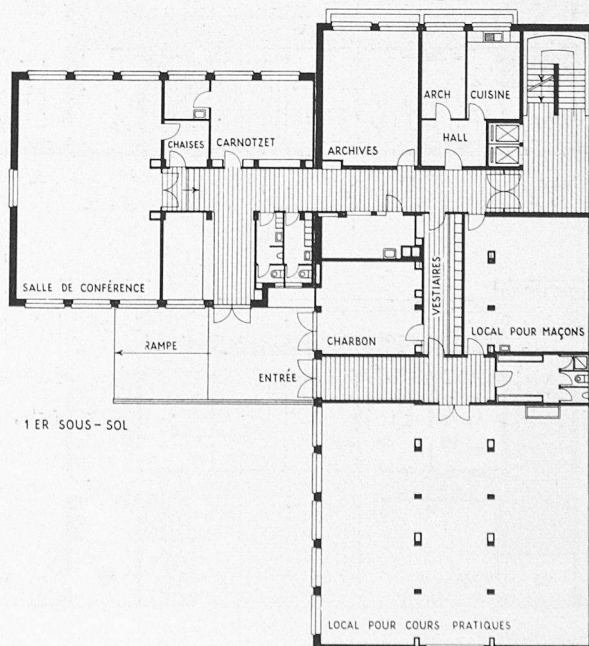 ARCH
CUISINE
CHAISES
CARNOTZET
ARCHIVES
HALL
SALLE DE CONFÉRENCE
VESTIAIRES
LOCAL POUR MAÇONS
RAMPE
CHARBON
ENTRÉE
1 ER SOUS-SOL
LOCAL POUR COURS PRATIQUES